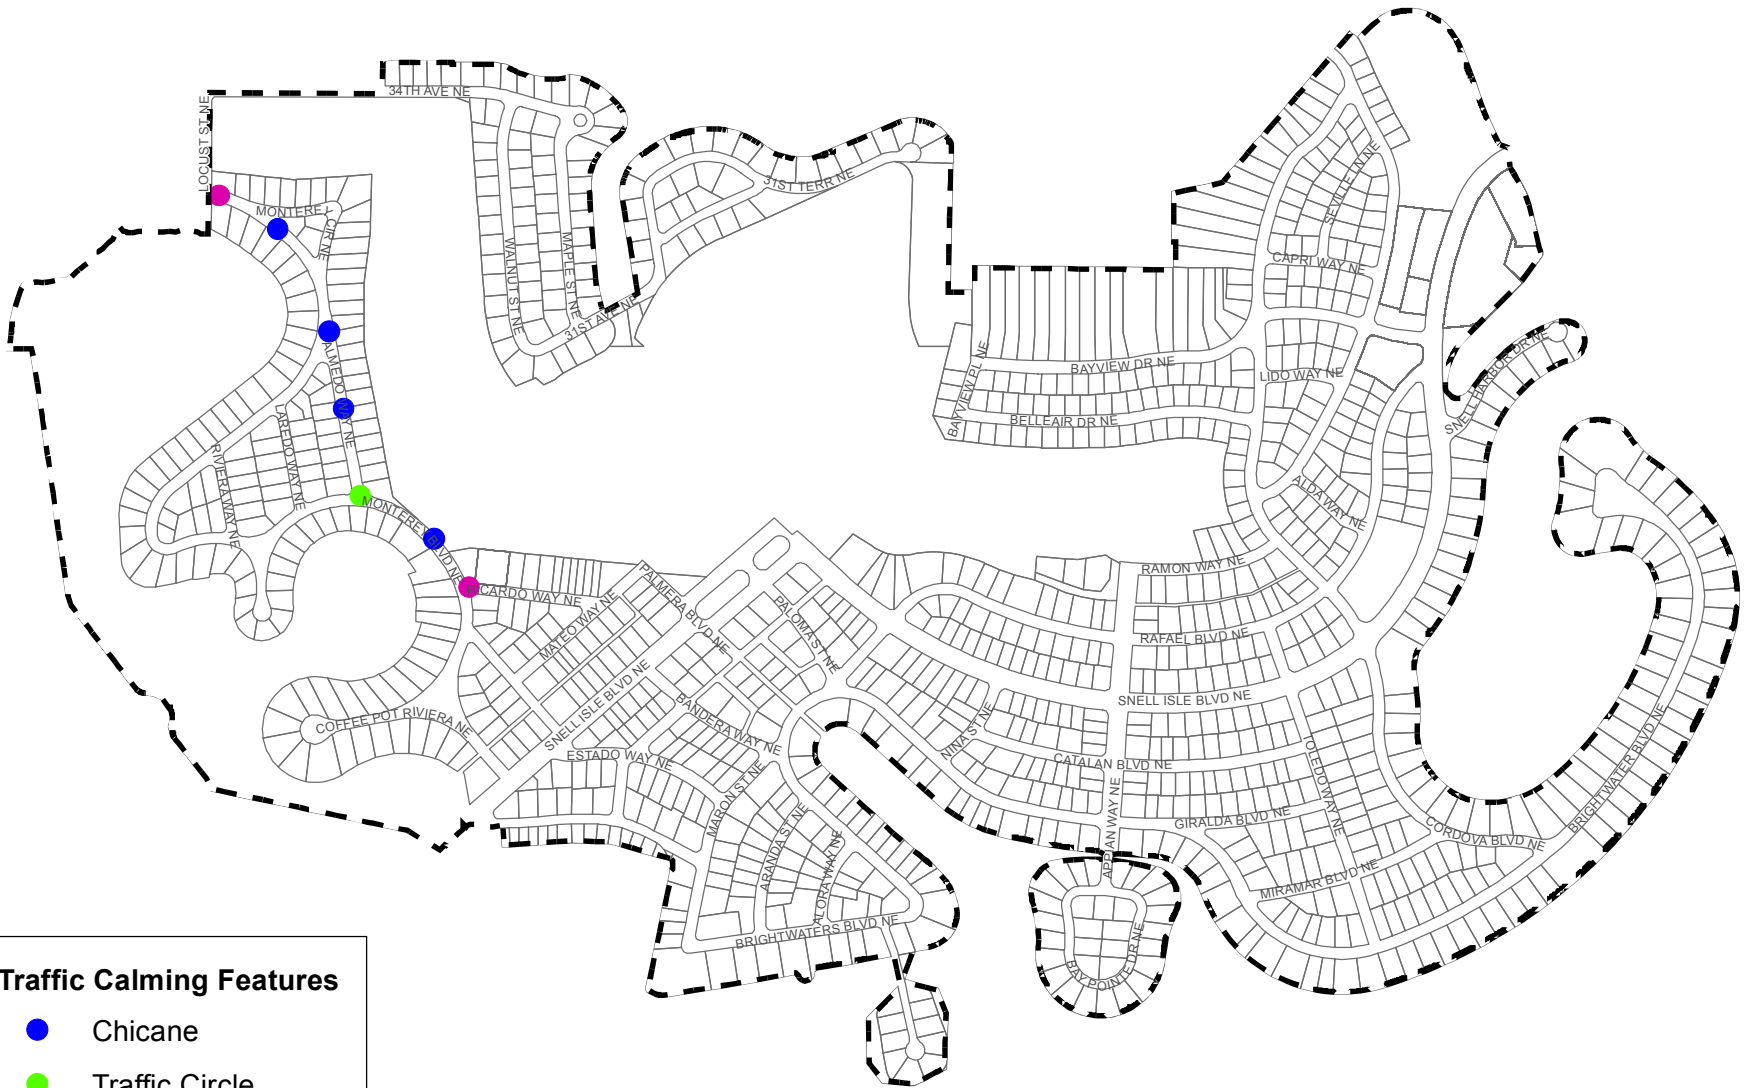 34TH AVE NE
LOCUST ST NE
31ST TERR NE
MONTEREY
CIR NE
SEVILLE LN NE
WALNUT ST NE
MAPLE ST NE
CAPRI WAY NE
31ST AVE NE
ALMEDO WAY NE
BAYVIEW PL NE
BAYVIEW DR NE
LIDO WAY NE
SNELL HARBOR DR NE
BELLEAIR DR NE
LAREDO WAY NE
RIVIERA WAY NE
ALDA WAY NE
MONTEREY BLVD NE
RICARDO WAY NE
PALMERA BLVD NE
MATEO WAY NE
PALOMA ST NE
RAMON WAY NE
RAFAEL BLVD NE
SNELL ISLE BLVD NE
SNELL ISLE BLVD NE
BANDERA WAY NE
NINA ST NE
COFFEE POT RIVIERA NE
ESTADO WAY NE
CATALAN BLVD NE
TOLEDO WAY NE
BRIGHTWATER BLVD NE
MARION ST NE
ARANDA ST NE
ALORA WAY NE
APPIAN WAY NE
GIRALDA BLVD NE
CORDOVA BLVD NE
MIRAMAR BLVD NE
BRIGHTWATERS BLVD NE
BAY POINTE DR NE
Traffic Calming Features
Chicane
Traffic Circle